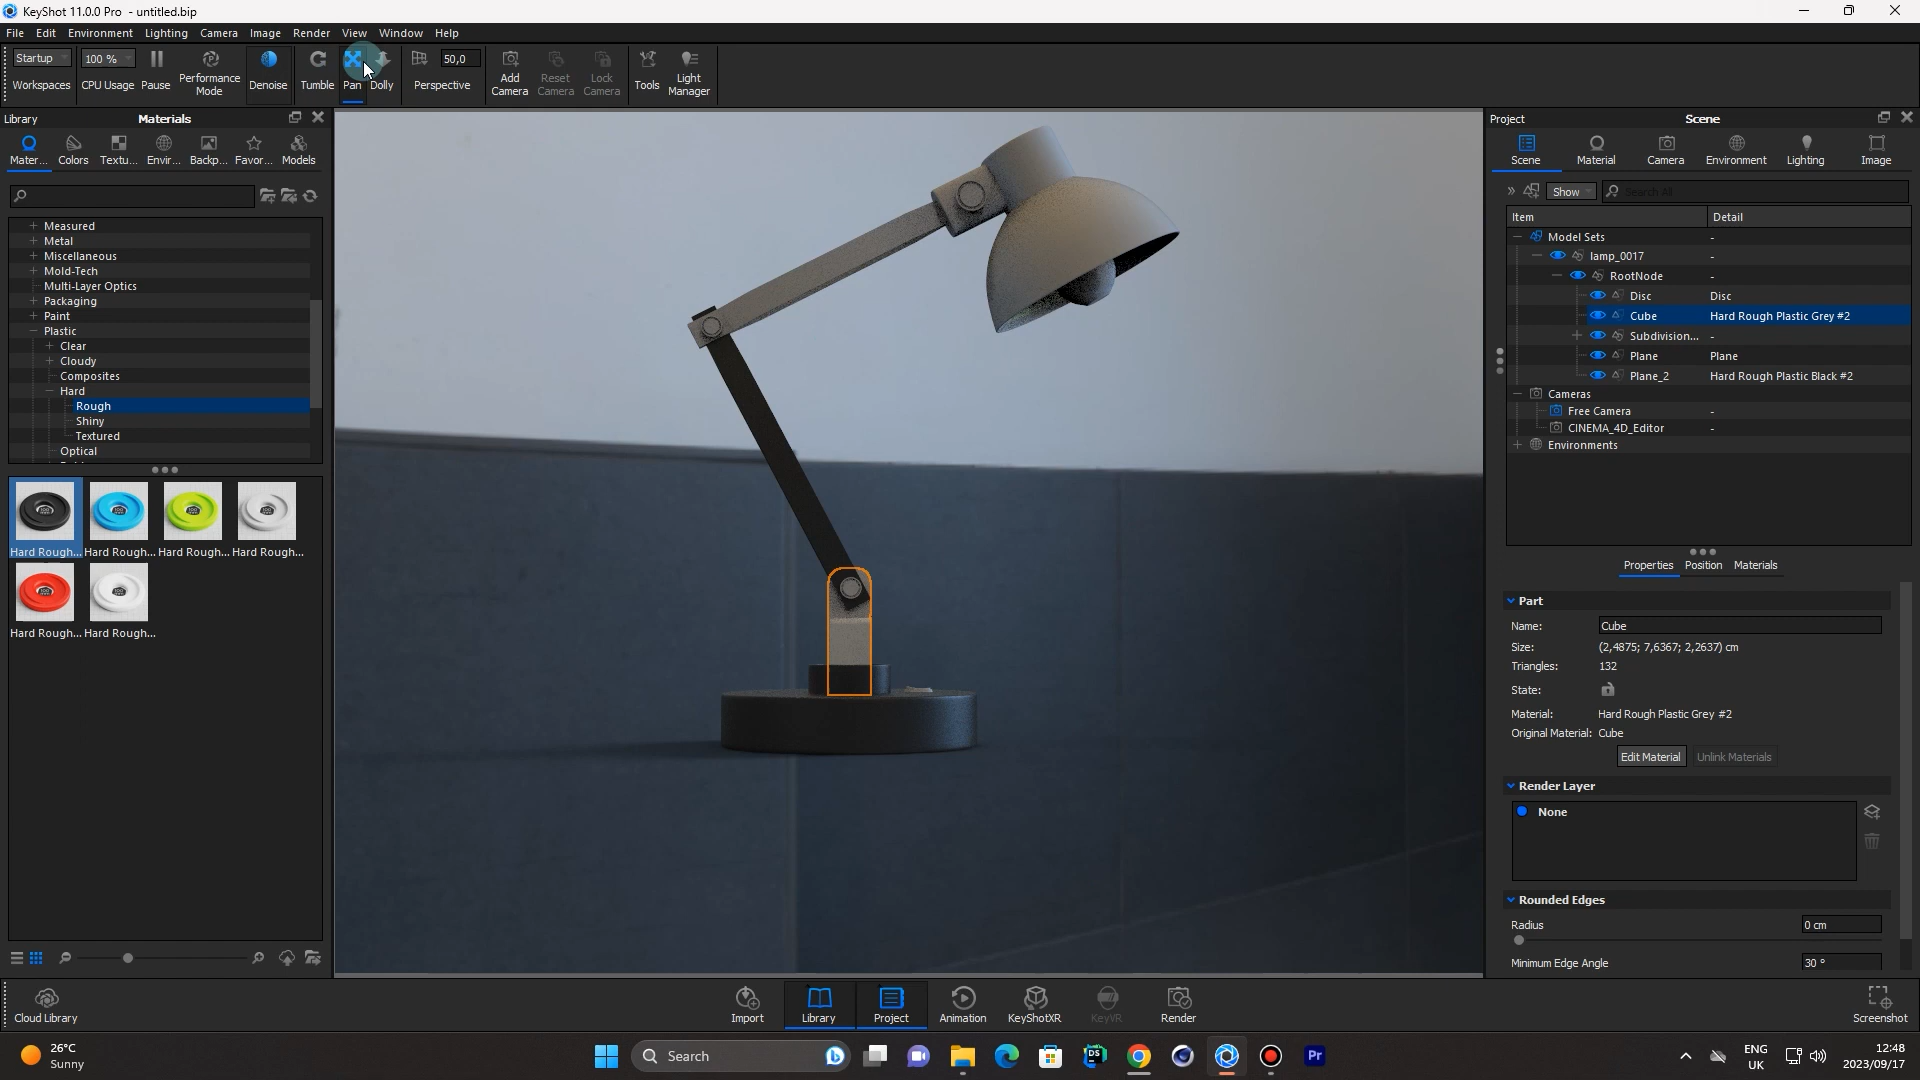 KeyShot 11.0.0 Pro - untitled.bip
File Edit Environment Lighting Camera Image Render View Window Help
Startup 100 % 50,0
Workspaces CPU Usage Pause Performance Mode Denoise Tumble Pan Dolly Perspective Add Camera Reset Camera Lock Camera Tools Light Manager
Library Materials
Mater... Colors Textu... Envir... Backp... Favor... Models
Measured
Metal
Miscellaneous
Mold-Tech
Multi-Layer Optics
Packaging
Paint
Plastic
Clear
Cloudy
Composites
Hard
Rough
Shiny
Textured
Optical
Hard Rough... Hard Rough... Hard Rough... Hard Rough...
Hard Rough... Hard Rough...
Project Scene
Scene Material Camera Environment Lighting Image
Show Search All
Item Detail
Model Sets -
lamp_0017 -
RootNode -
Disc Disc
Cube Hard Rough Plastic Grey #2
Subdivision... -
Plane Plane
Plane_2 Hard Rough Plastic Black #2
Cameras
Free Camera -
CINEMA_4D_Editor -
Environments
Properties Position Materials
Part
Name: Cube
Size: (2,4875; 7,6367; 2,2637) cm
Triangles: 132
State:
Material: Hard Rough Plastic Grey #2
Original Material: Cube
Edit Material Unlink Materials
Render Layer
None
Rounded Edges
Radius 0 cm
Minimum Edge Angle 30 °
Cloud Library Import Library Project Animation KeyShotXR KeyVR Render Screenshot
26°C
Sunny
Search
DS
Pr
ENG
UK
12:48
2023/09/17